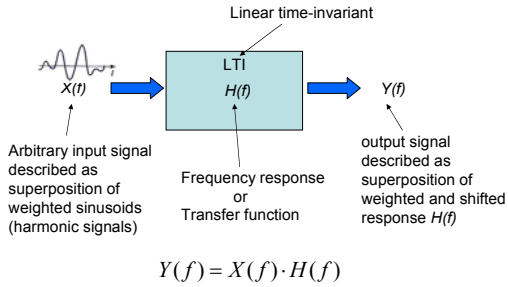 Linear time-invariant
LTI
X(f)
H(f)
Y(f)
Arbitrary input signal
described as
superposition of
weighted sinusoids
(harmonic signals)
Frequency response
or
Transfer function
output signal
described as
superposition of
weighted and shifted
response H(f)
Y(f) = X(f)·H(f)